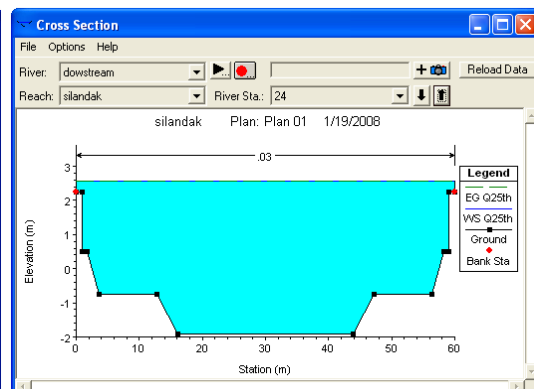 Cross Section
File Options Help
River: dowstream Reload Data
Reach: silandak River Sta.: 24
silandak Plan: Plan 01 1/19/2008
.03
Legend
EG Q25th
WS Q25th
Ground
Bank Sta
Elevation (m)
3
2
1
0
-1
-2
0 10 20 30 40 50 60
Station (m)